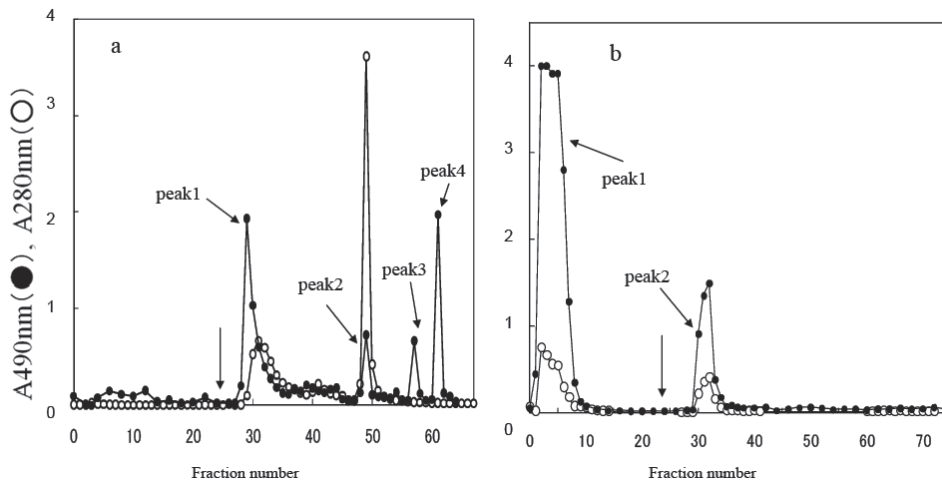 a
A490nm(●), A280nm(○)
4
3
2
1
0
peak1
peak2
peak3
peak4
0 10 20 30 40 50 60
Fraction number
b
4
3
2
1
0
peak1
peak2
0 10 20 30 40 50 60 70
Fraction number